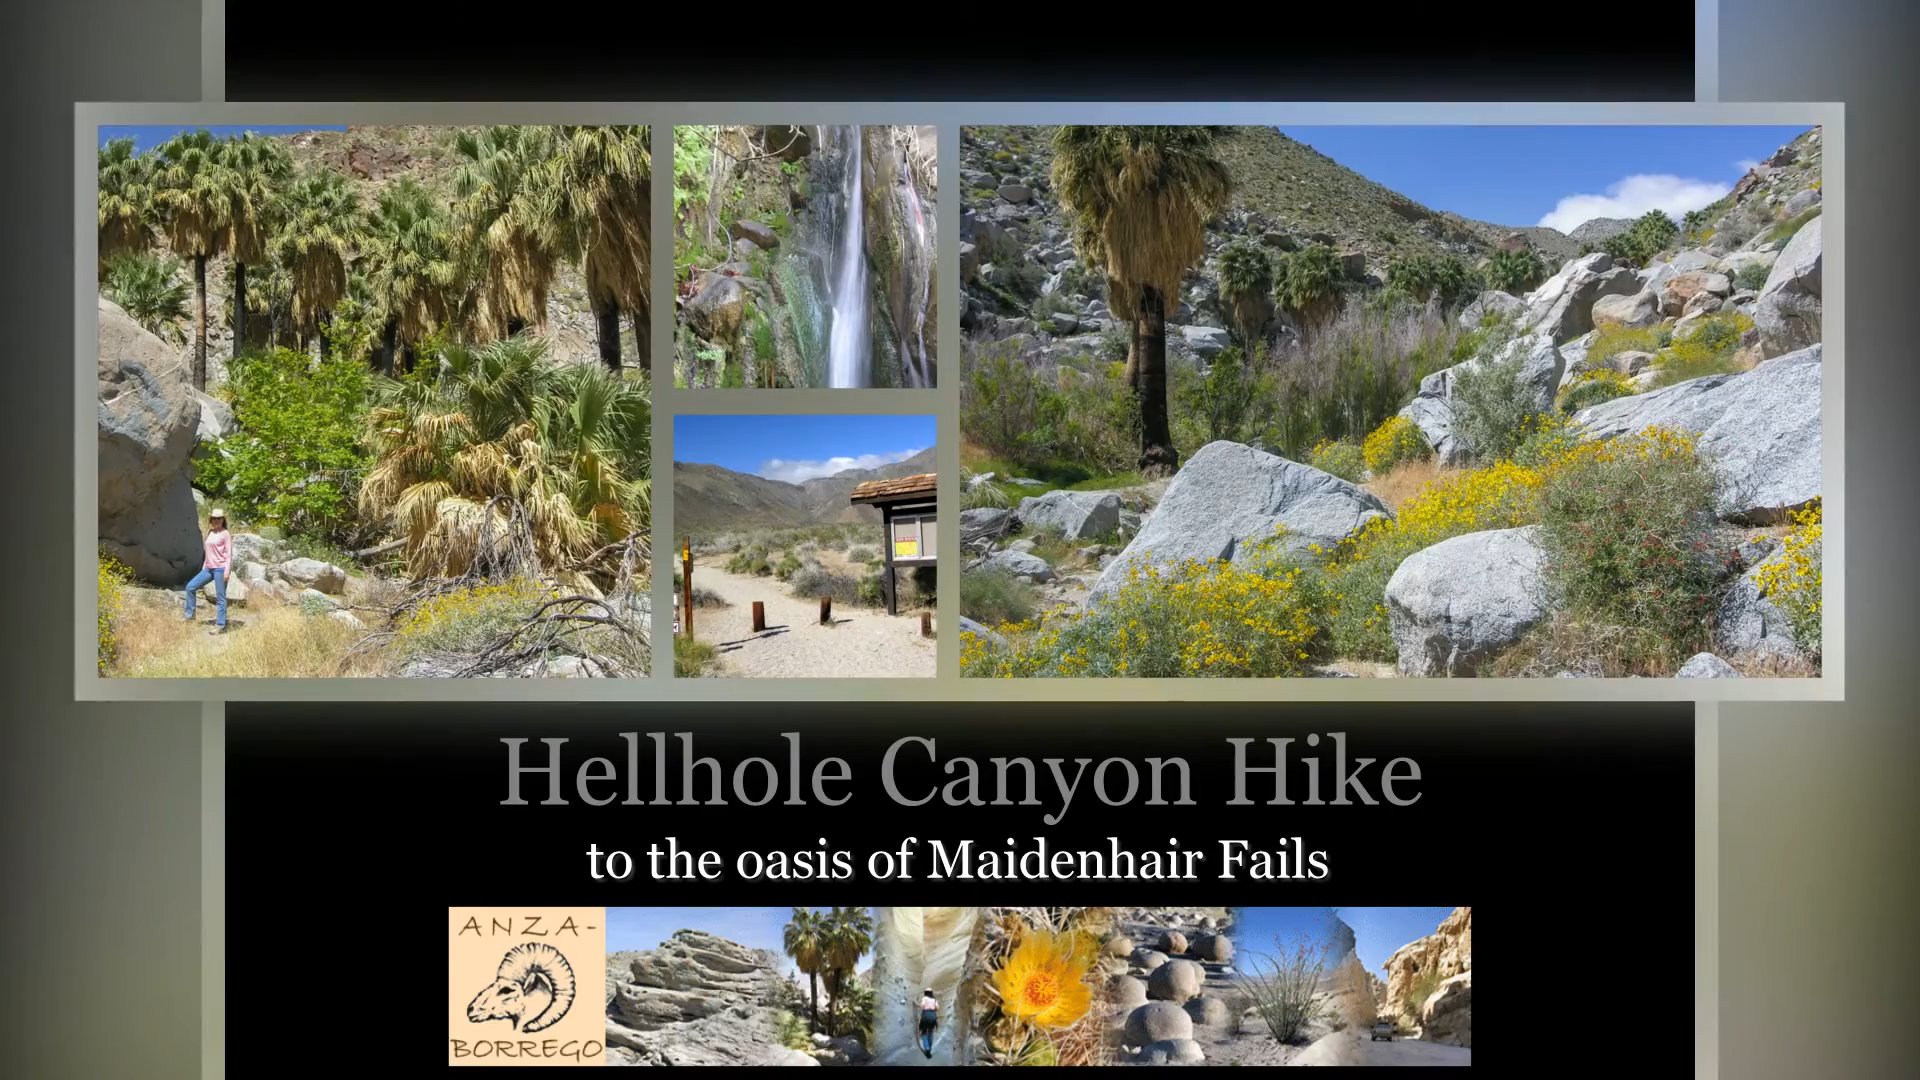 Hellhole Canyon Hike
to the oasis of Maidenhair Fails
ANZA-
BORREGO